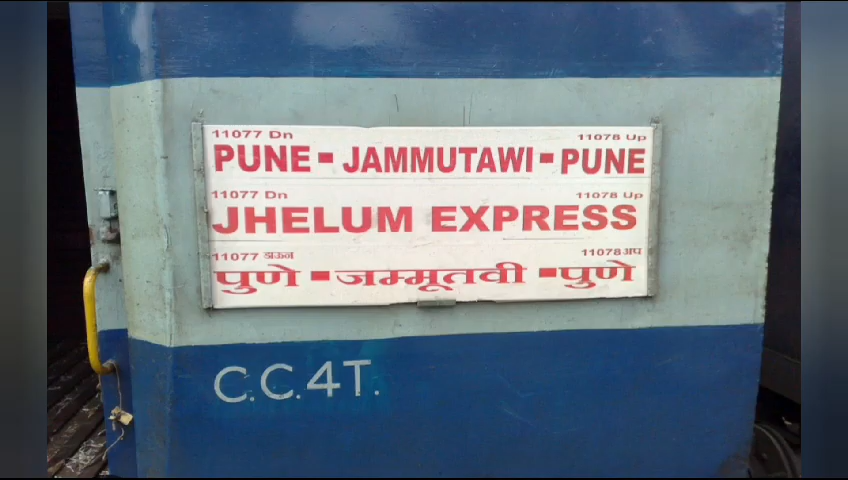 11077 Dn 11078 Up
PUNE - JAMMUTAWI - PUNE
11077 Dn 11078 Up
JHELUM EXPRESS
11077 डाऊन 11078 अप
पुणे - जम्मूतवी - पुणे
C.C.4T.